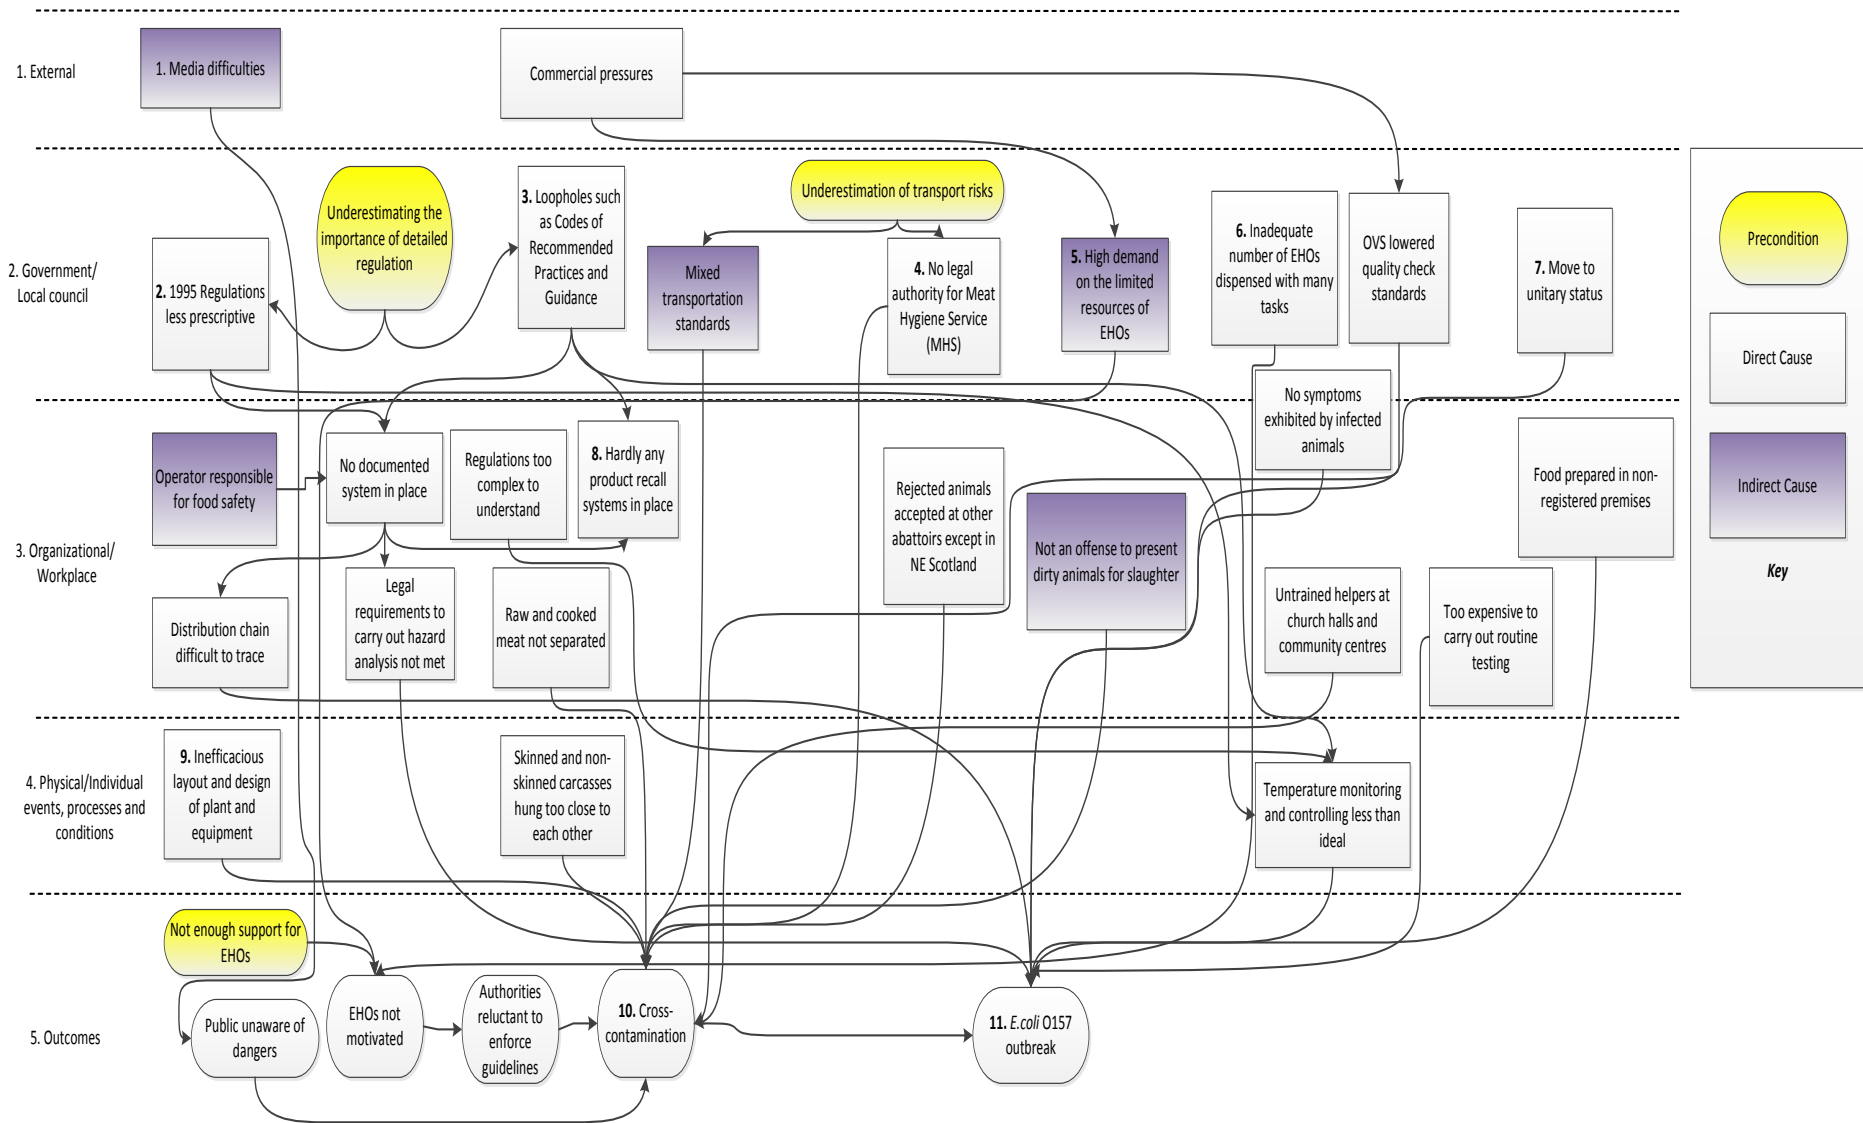 1. External
1. Media difficulties
Commercial pressures
2. Government/
Local council
2. 1995 Regulations
less prescriptive
Underestimating the
importance of detailed
regulation
3. Loopholes such
as Codes of
Recommended
Practices and
Guidance
Underestimation of transport risks
Mixed
transportation
standards
4. No legal
authority for Meat
Hygiene Service
(MHS)
5. High demand
on the limited
resources of
EHOs
6. Inadequate
number of EHOs
dispensed with many
tasks
OVS lowered
quality check
standards
7. Move to
unitary status
No symptoms
exhibited by infected
animals
3. Organizational/
Workplace
Operator responsible
for food safety
No documented
system in place
Regulations too
complex to
understand
8. Hardly any
product recall
systems in place
Rejected animals
accepted at other
abattoirs except in
NE Scotland
Not an offense to present
dirty animals for slaughter
Food prepared in non-
registered premises
Distribution chain
difficult to trace
Legal
requirements to
carry out hazard
analysis not met
Raw and cooked
meat not separated
Untrained helpers at
church halls and
community centres
Too expensive to
carry out routine
testing
4. Physical/Individual
events, processes and
conditions
9. Inefficacious
layout and design
of plant and
equipment
Skinned and non-
skinned carcasses
hung too close to
each other
Temperature monitoring
and controlling less than
ideal
5. Outcomes
Not enough support for
EHOs
Public unaware of
dangers
EHOs not
motivated
Authorities
reluctant to
enforce
guidelines
10. Cross-
contamination
11. E.coli O157
outbreak
Precondition
Direct Cause
Indirect Cause
Key